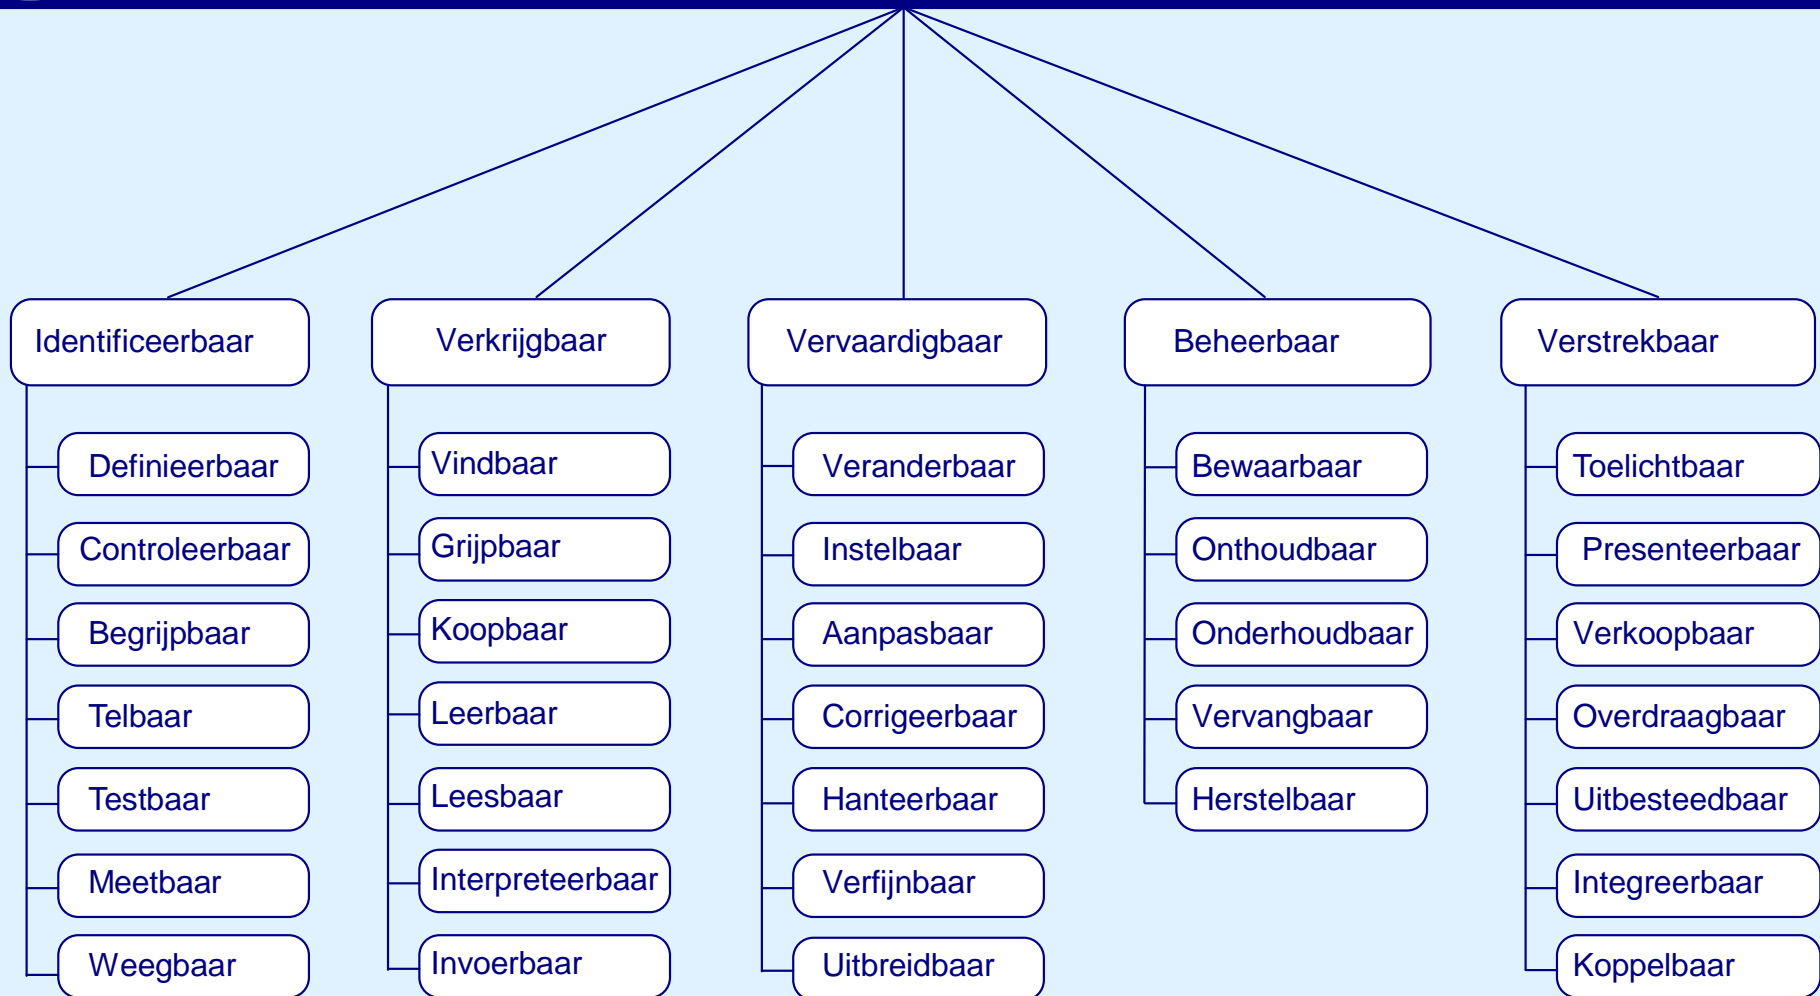 Identificeerbaar
Definieerbaar
Controleerbaar
Begrijpbaar
Telbaar
Testbaar
Meetbaar
Weegbaar
Verkrijgbaar
Vindbaar
Grijpbaar
Koopbaar
Leerbaar
Leesbaar
Interpreteerbaar
Invoerbaar
Vervaardigbaar
Veranderbaar
Instelbaar
Aanpasbaar
Corrigeerbaar
Hanteerbaar
Verfijnbaar
Uitbreidbaar
Beheerbaar
Bewaarbaar
Onthoudbaar
Onderhoudbaar
Vervangbaar
Herstelbaar
Verstrekbaar
Toelichtbaar
Presenteerbaar
Verkoopbaar
Overdraagbaar
Uitbesteedbaar
Integreerbaar
Koppelbaar